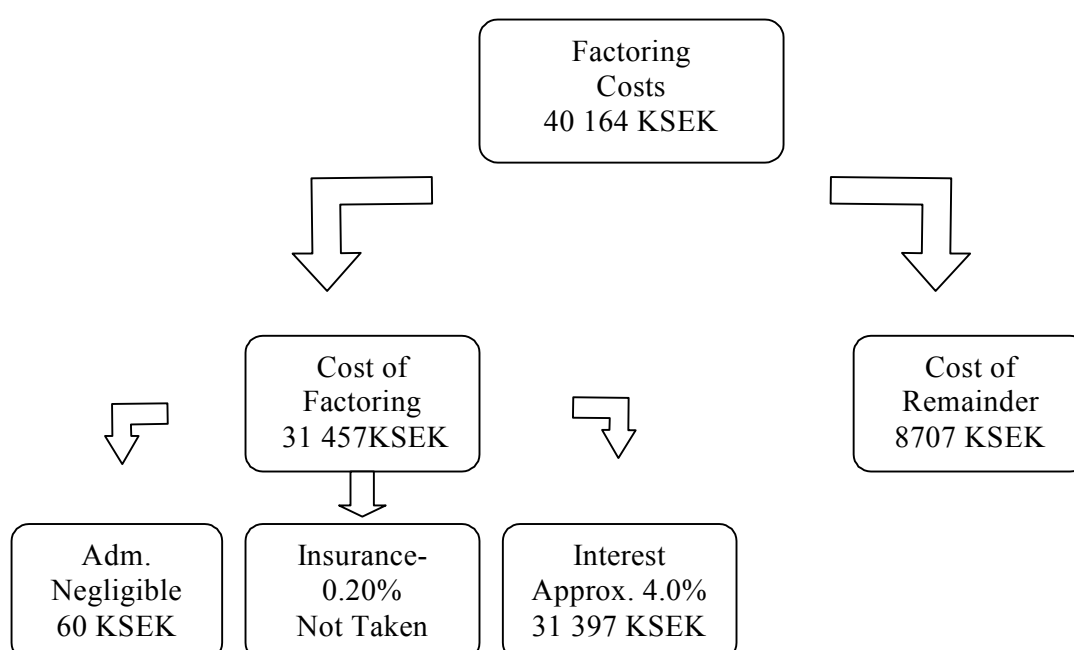 Factoring
Costs
40 164 KSEK
Cost of
Factoring
31 457KSEK
Cost of
Remainder
8707 KSEK
Adm.
Negligible
60 KSEK
Insurance-
0.20%
Not Taken
Interest
Approx. 4.0%
31 397 KSEK